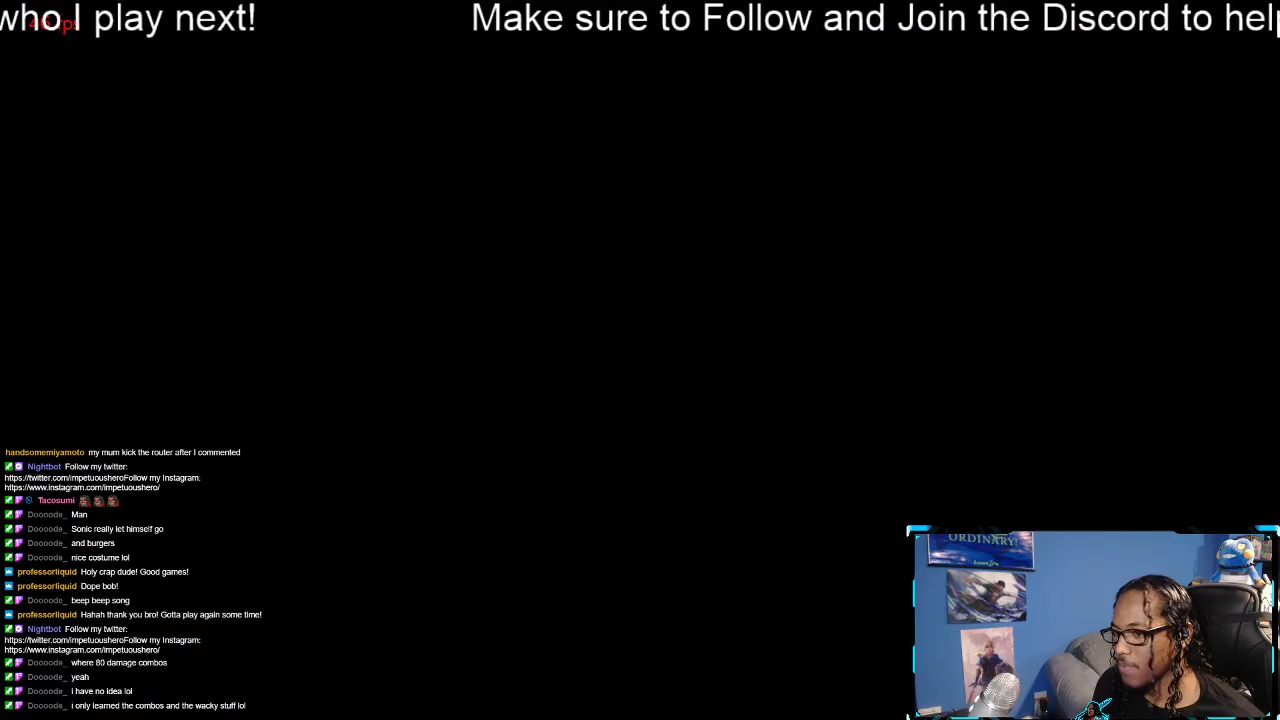 who I play next! Make sure to Follow and Join the Discord to hel
handsomemiyamoto my mum kick the router after I commented
Nightbot Follow my twitter:
https://twitter.com/impetuousheroFollow my Instagram:
https://www.instagram.com/impetuoushero/
Tacosumi
Doooode_ Man
Doooode_ Sonic really let himself go
Doooode_ and burgers
Doooode_ nice costume lol
professorliquid Holy crap dude! Good games!
professorliquid Dope bob!
Doooode_ beep beep song
professorliquid Hahah thank you bro! Gotta play again some time!
Nightbot Follow my twitter:
https://twitter.com/impetuousheroFollow my Instagram:
https://www.instagram.com/impetuoushero/
Doooode_ where 80 damage combos
Doooode_ yeah
Doooode_ i have no idea lol
Doooode_ i only learned the combos and the wacky stuff lol
ORDINARY!